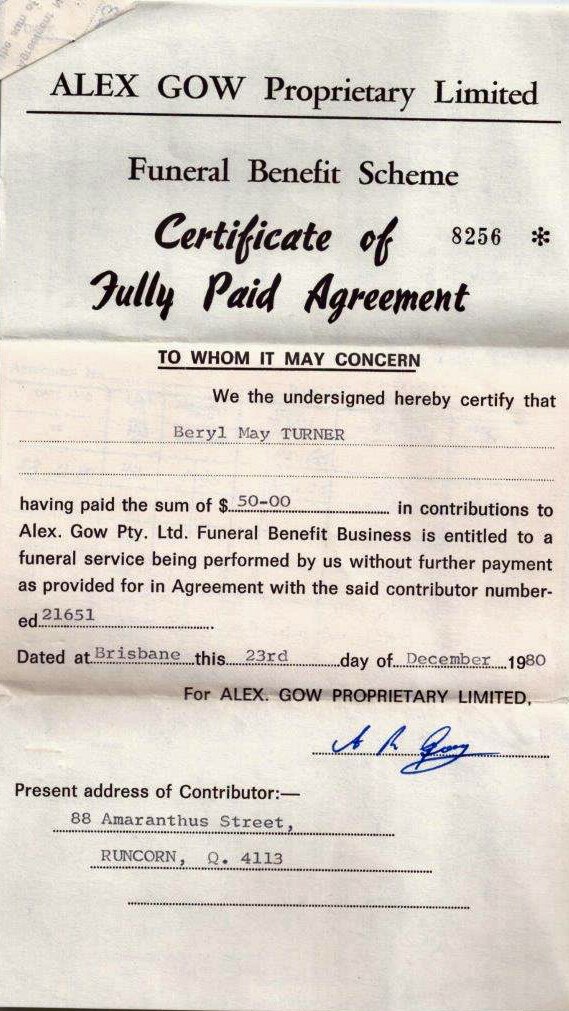 ALEX GOW Proprietary Limited
Funeral Benefit Scheme
Certificate of 8256 *
Fully Paid Agreement
TO WHOM IT MAY CONCERN
We the undersigned hereby certify that
Beryl May TURNER
having paid the sum of $ 50-00 in contributions to
Alex. Gow Pty. Ltd. Funeral Benefit Business is entitled to a
funeral service being performed by us without further payment
as provided for in Agreement with the said contributor number-
ed 21651
Dated at Brisbane this 23rd day of December 1980
For ALEX. GOW PROPRIETARY LIMITED,
A R Gow
Present address of Contributor:—
88 Amaranthus Street,
RUNCORN, Q. 4113